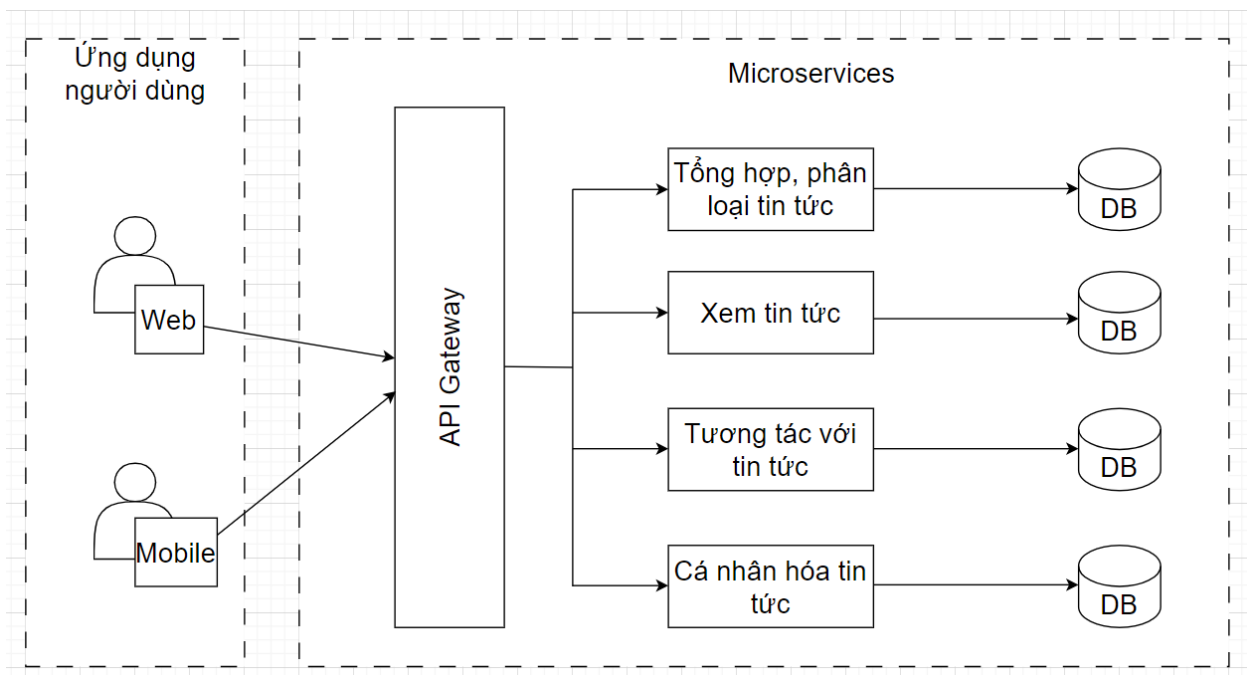 Ứng dụng
người dùng
Microservices
Web
Mobile
API Gateway
Tổng hợp, phân
loại tin tức
DB
Xem tin tức
DB
Tương tác với
tin tức
DB
Cá nhân hóa tin
tức
DB